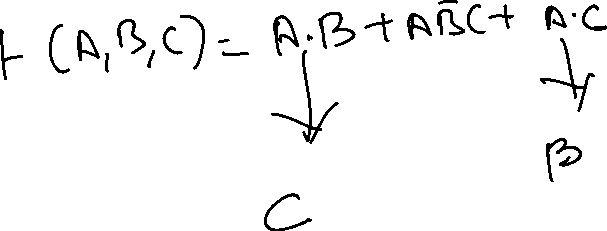 F (A,B,C) = A.B + AB̄C + A.C
B
C